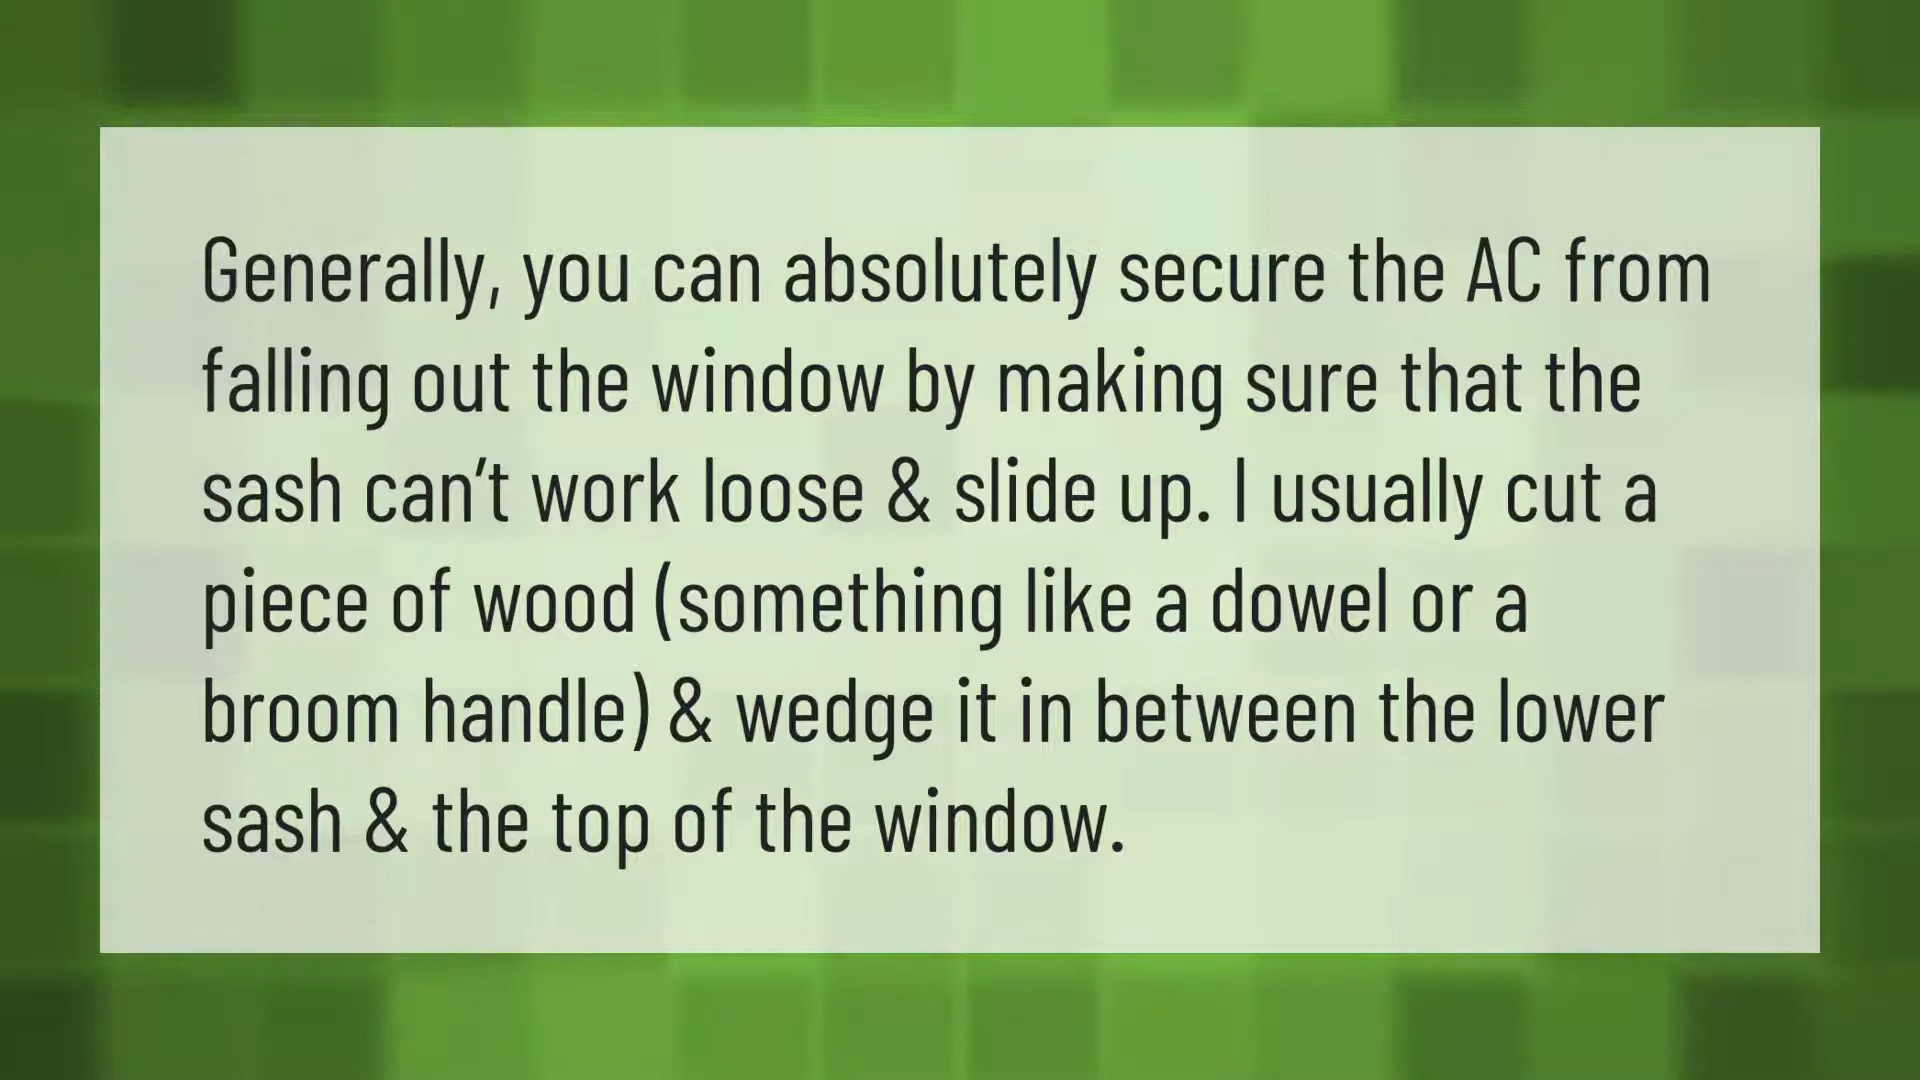 Generally, you can absolutely secure the AC from
falling out the window by making sure that the
sash can’t work loose & slide up. I usually cut a
piece of wood (something like a dowel or a
broom handle) & wedge it in between the lower
sash & the top of the window.